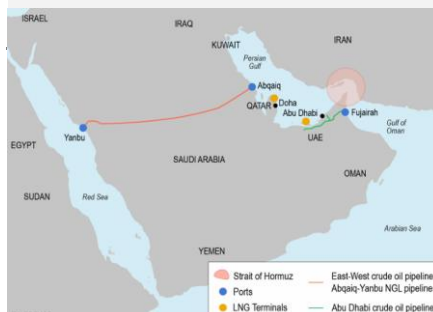 ISRAEL
IRAQ
IRAN
KUWAIT
Persian
Gulf
Abqaiq
QATAR
Doha
Abu Dhabi
Fujairah
Gulf of
Oman
UAE
Yanbu
EGYPT
SAUDI ARABIA
OMAN
SUDAN
Red Sea
Arabian Sea
YEMEN
Strait of Hormuz
Ports
LNG Terminals
East-West crude oil pipeline
Abqaiq-Yanbu NGL pipeline
Abu Dhabi crude oil pipeline